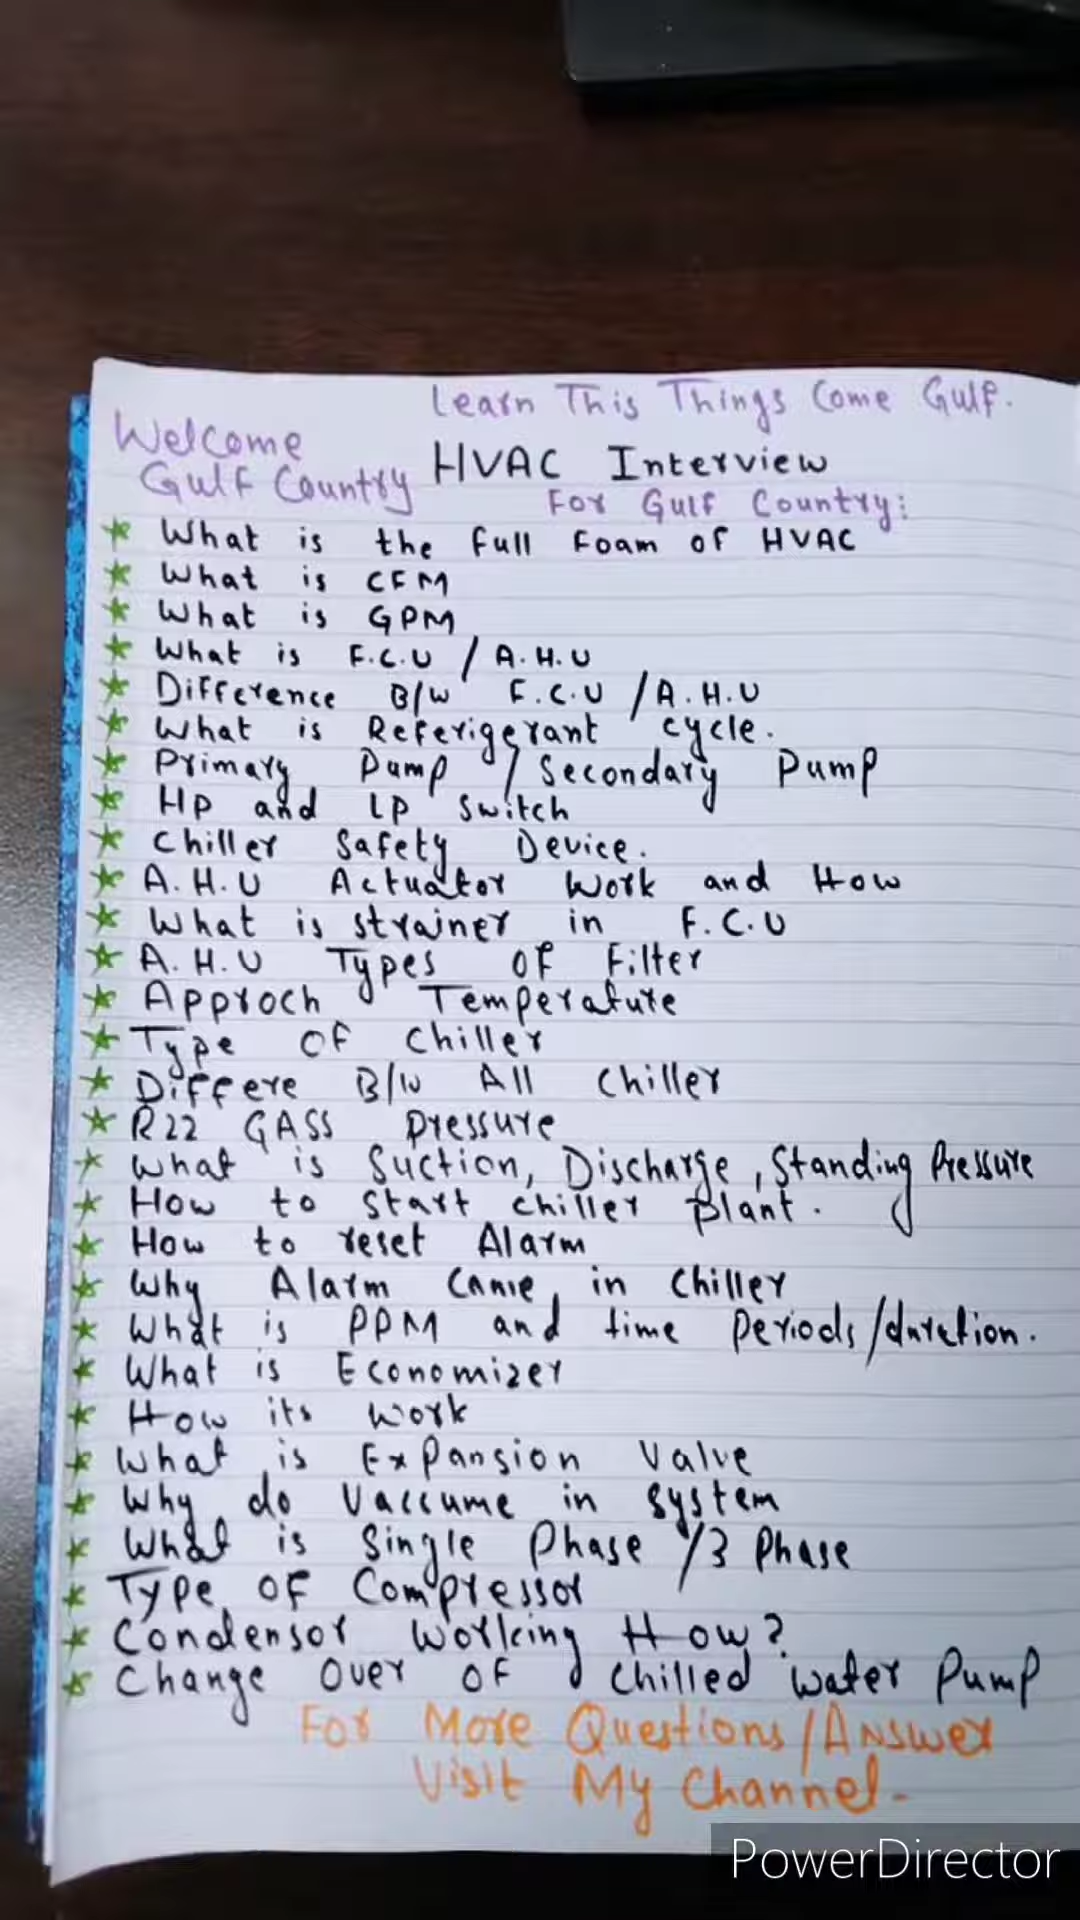 Learn This Things Come Gulf.
Welcome
Gulf Country
HVAC Interview
For Gulf Country:
* What is the full Foam of HVAC
* What is CFM
* What is GPM
* What is F.C.U / A.H.U
* Difference B/w F.C.U / A.H.U
* What is Referigerant cycle.
* Primary Pump / Secondary Pump
* HP and LP Switch
* Chiller Safety Device.
* A.H.U Actuator Work and How
* What is strainer in F.C.U
* A.H.U Types of Filter
* Approch Temperature
* Type of chiller
* Differe B/w All chiller
* R22 GASS Pressure
* What is Suction, Discharge, Standing Pressure
* How to start chiller plant.
* How to reset Alarm
* Why Alarm Came in chiller
* What is PPM and time Periods/duration.
* What is Economizer
* How its work
* What is Expansion Valve
* Why do Vaccume in system
* What is Single Phase /3 Phase
* Type of Compressor
* Condensor Working How?
* Change Over of chilled water Pump
For More Questions/Answer
Visit My Channel.
PowerDirector